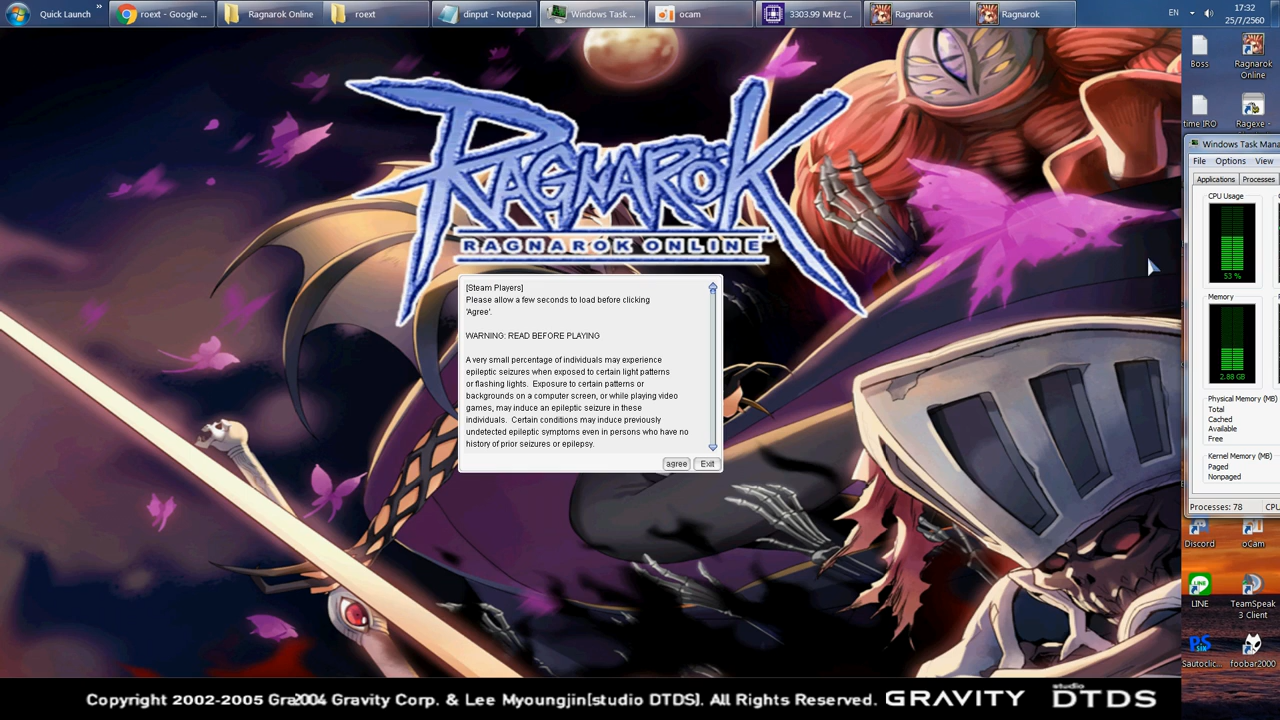 Quick Launch
»
roext - Google ...
Ragnarok Online
roext
dinput - Notepad
Windows Task ...
ocam
3303.99 MHz (...
Ragnarok
Ragnarok
EN
17:32
25/7/2560
Boss
Ragnarok Online
time IRO
Ragexe -
RAGNARÖK
RAGNARÖK ONLINE™
[Steam Players]
Please allow a few seconds to load before clicking
'Agree'.
WARNING: READ BEFORE PLAYING
A very small percentage of individuals may experience
epileptic seizures when exposed to certain light patterns
or flashing lights. Exposure to certain patterns or
backgrounds on a computer screen, or while playing video
games, may induce an epileptic seizure in these
individuals. Certain conditions may induce previously
undetected epileptic symptoms even in persons who have no
history of prior seizures or epilepsy.
agree
Exit
Windows Task Mana
File Options View
Applications Processes
CPU Usage
53 %
Memory
2.88 GB
Physical Memory (MB)
Total
Cached
Available
Free
Kernel Memory (MB)
Paged
Nonpaged
Processes: 78
CPU
Discord
oCam
LINE
TeamSpeak 3 Client
Sautoclic...
foobar2000
Copyright 2002-2005 Gra2004 Gravity Corp. & Lee Myoungjin[studio DTDS]. All Rights Reserved.
GRAVITY
studio DTDS